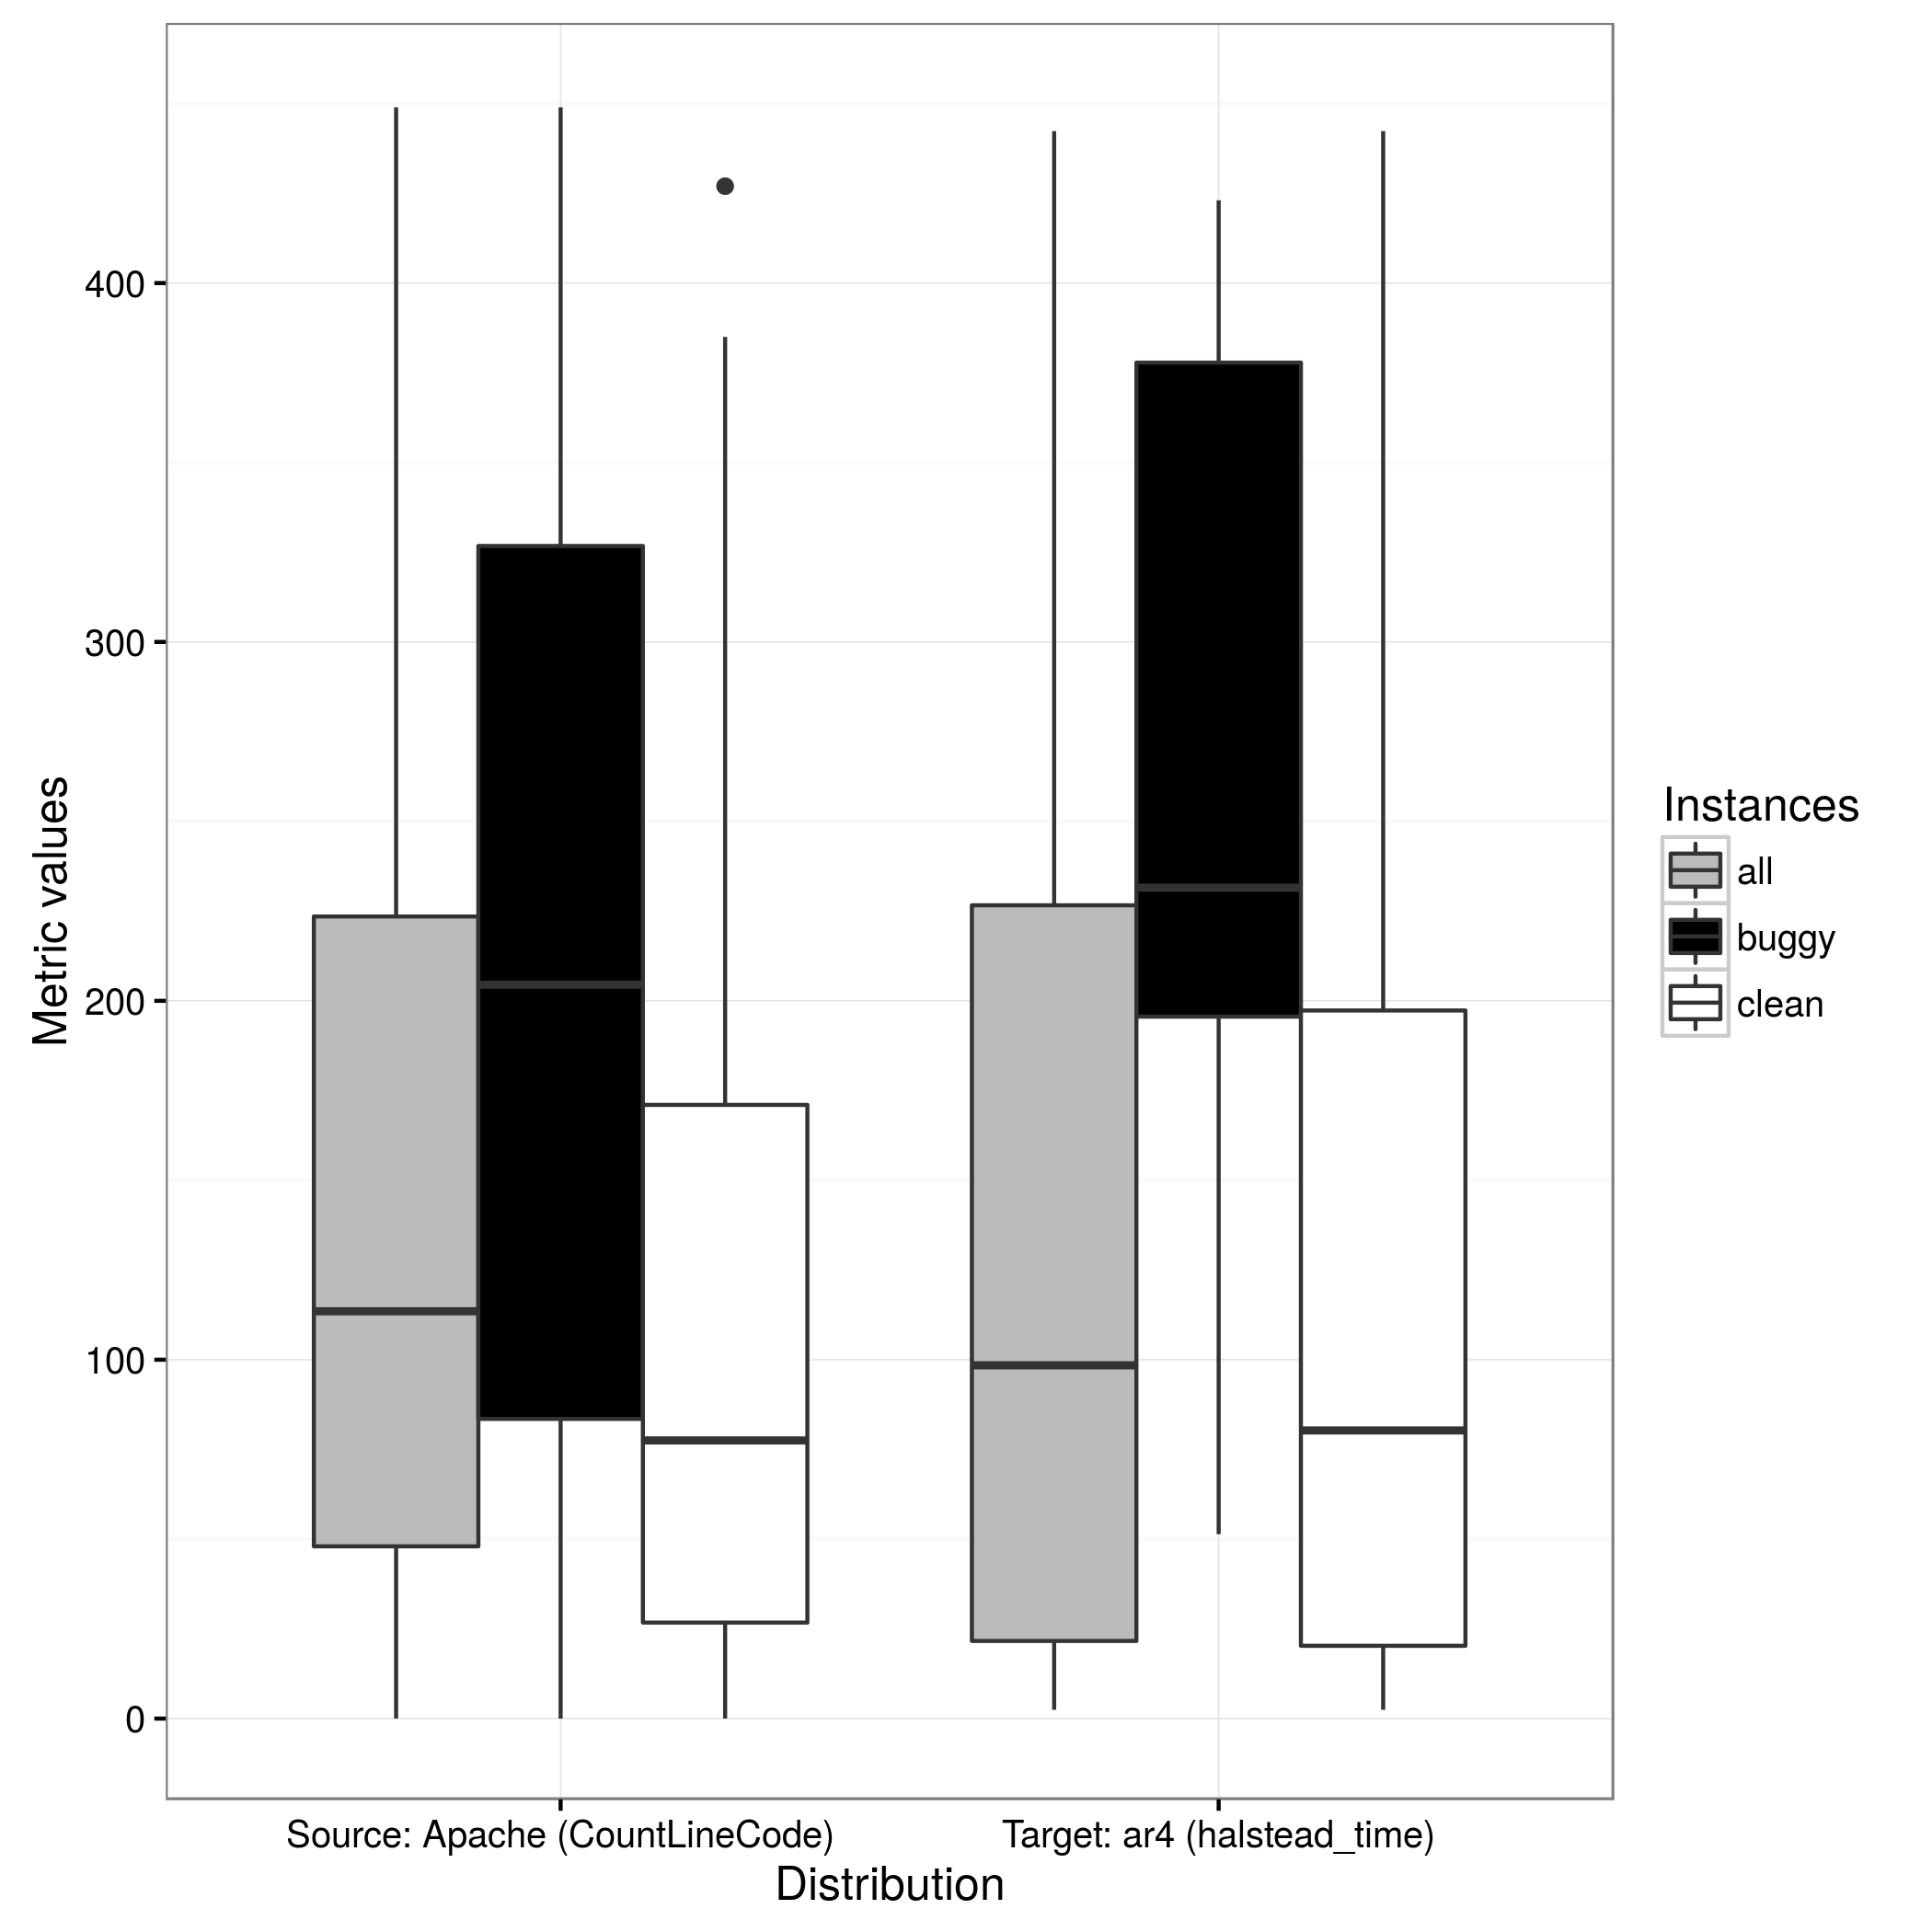 Metric values
400
300
200
100
0
Source: Apache (CountLineCode)
Target: ar4 (halstead_time)
Distribution
Instances
all
buggy
clean